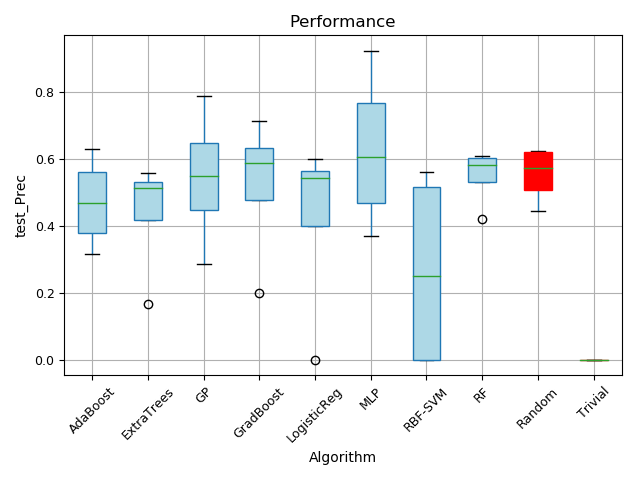 Performance
test_Prec
0.8
0.6
0.4
0.2
0.0
AdaBoost
ExtraTrees
GP
GradBoost
LogisticReg
MLP
RBF-SVM
RF
Random
Trivial
Algorithm